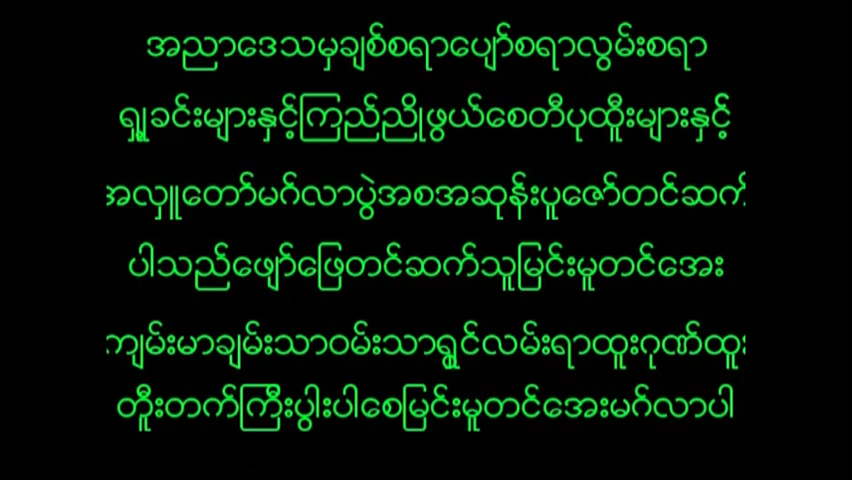 အညာဒေသမှချစ်စရာပျော်စရာလွမ်းစရာ
ရှုခင်းများနှင့်ကြည်ညိုဖွယ်စေတီပုထိုးများနှင့်
အလှူတော်မင်္ဂလာပွဲအစအဆုန်းပူဇော်တင်ဆက်
ပါသည်ဖျော်ဖြေတင်ဆက်သူမြင်းမူတင်အေး
ကျမ်းမာချမ်းသာဝမ်းသာရွှင်လမ်းရာထူးဂုဏ်ထူး
တိုးတက်ကြီးပွါးပါစေမြင်းမူတင်အေးမင်္ဂလာပါ